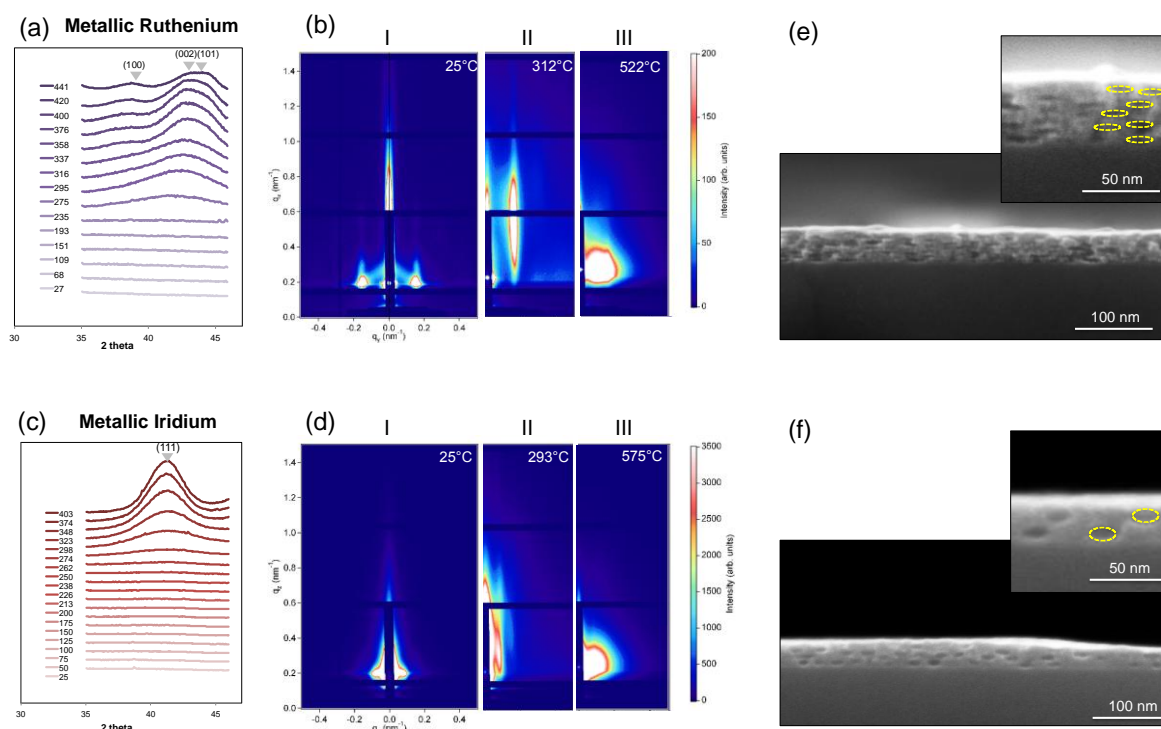 (a) Metallic Ruthenium
(100)
(002)(101)
441
420
400
376
358
337
316
295
275
235
193
151
109
68
27
30 35 40 45
2 theta
(b)
I II III
25°C 312°C 522°C
qz (nm-1)
1.4
1.2
1.0
0.8
0.6
0.4
0.2
0.0
-0.4 -0.2 0.0 0.2 0.4
qy (nm-1)
200
150
100
50
0
Intensity (arb. units)
(e)
50 nm
100 nm
(c) Metallic Iridium
(111)
403
374
348
323
298
274
262
250
238
226
213
200
175
150
125
100
75
50
25
30 35 40 45
2 theta
(d)
I II III
25°C 293°C 575°C
qz (nm-1)
1.4
1.2
1.0
0.8
0.6
0.4
0.2
0.0
-0.4 -0.2 0.0 0.2 0.4
3500
3000
2500
2000
1500
1000
500
0
Intensity (arb. units)
(f)
50 nm
100 nm